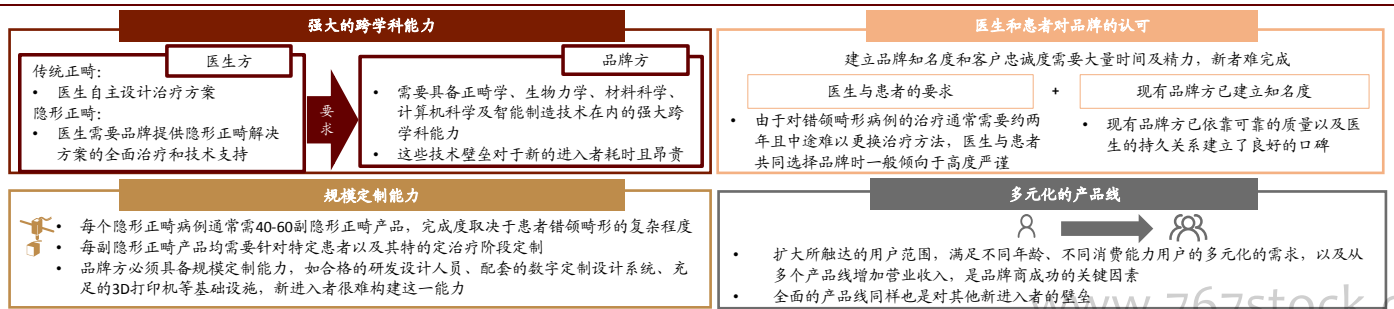 强大的跨学科能力
医生方
传统正畸:
• 医生自主设计治疗方案
隐形正畸:
• 医生需要品牌提供隐形正畸解决
方案的全面治疗和技术支持
要
求
品牌方
• 需要具备正畸学、生物力学、材料科学、
计算机科学及智能制造技术在内的强大跨
学科能力
• 这些技术壁垒对于新的进入者耗时且昂贵
医生和患者对品牌的认可
建立品牌知名度和客户忠诚度需要大量时间及精力，新者难完成
医生与患者的要求
+
现有品牌方已建立知名度
• 由于对错颌畸形病例的治疗通常需要约两
年且中途难以更换治疗方法，医生与患者
共同选择品牌时一般倾向于高度严谨
• 现有品牌方已依靠可靠的质量以及医
生的持久关系建立了良好的口碑
规模定制能力
• 每个隐形正畸病例通常需40-60副隐形正畸产品，完成度取决于患者错颌畸形的复杂程度
• 每副隐形正畸产品均需要针对特定患者以及其特的定治疗阶段定制
• 品牌方必须具备规模定制能力，如合格的研发设计人员、配套的数字定制设计系统、充
足的3D打印机等基础设施，新进入者很难构建这一能力
多元化的产品线
• 扩大所触达的用户范围，满足不同年龄、不同消费能力用户的多元化的需求，以及从
多个产品线增加营业收入，是品牌商成功的关键因素
• 全面的产品线同样也是对其他新进入者的壁垒
www.767stock.c